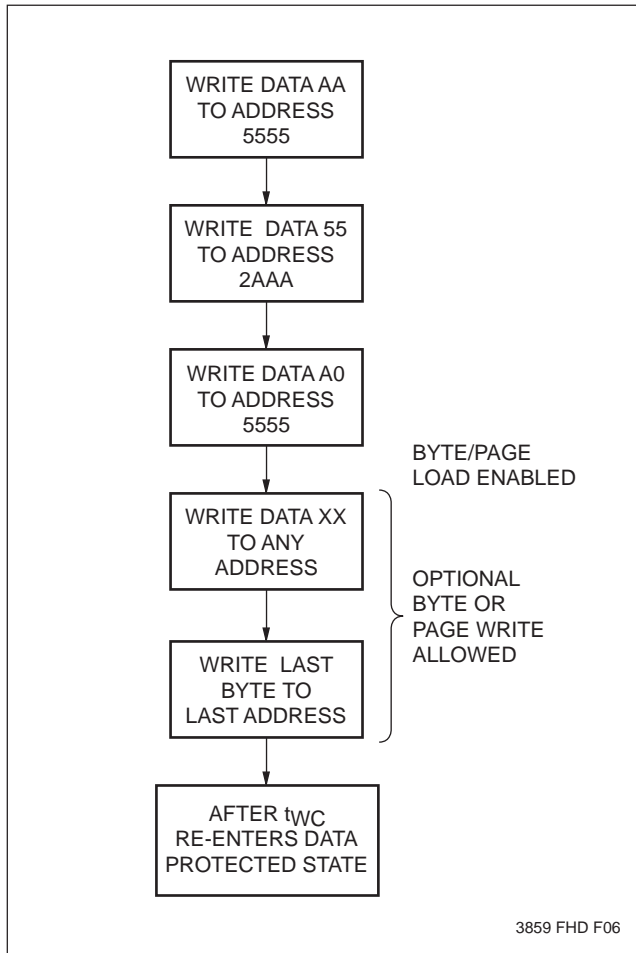 WRITE DATA AA
TO ADDRESS
5555
WRITE DATA 55
TO ADDRESS
2AAA
WRITE DATA A0
TO ADDRESS
5555
BYTE/PAGE
LOAD ENABLED
WRITE DATA XX
TO ANY
ADDRESS
OPTIONAL
BYTE OR
PAGE WRITE
ALLOWED
WRITE LAST
BYTE TO
LAST ADDRESS
AFTER tWC
RE-ENTERS DATA
PROTECTED STATE
3859 FHD F06